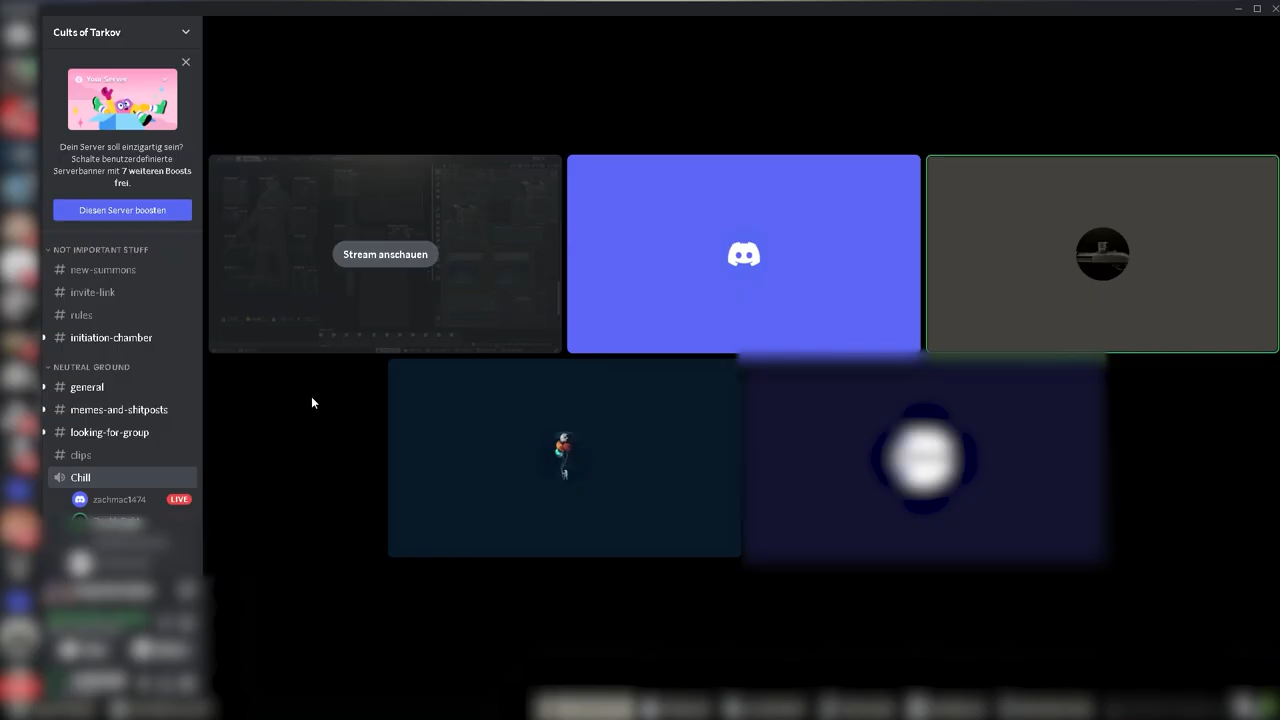 Cults of Tarkov
Your Server
Dein Server soll einzigartig sein?
Schalte benutzerdefinierte
Serverbanner mit 7 weiteren Boosts
frei.
Diesen Server boosten
NOT IMPORTANT STUFF
new-summons
invite-link
rules
initiation-chamber
NEUTRAL GROUND
general
memes-and-shitposts
looking-for-group
clips
Chill
zachmac1474 LIVE
Stream anschauen